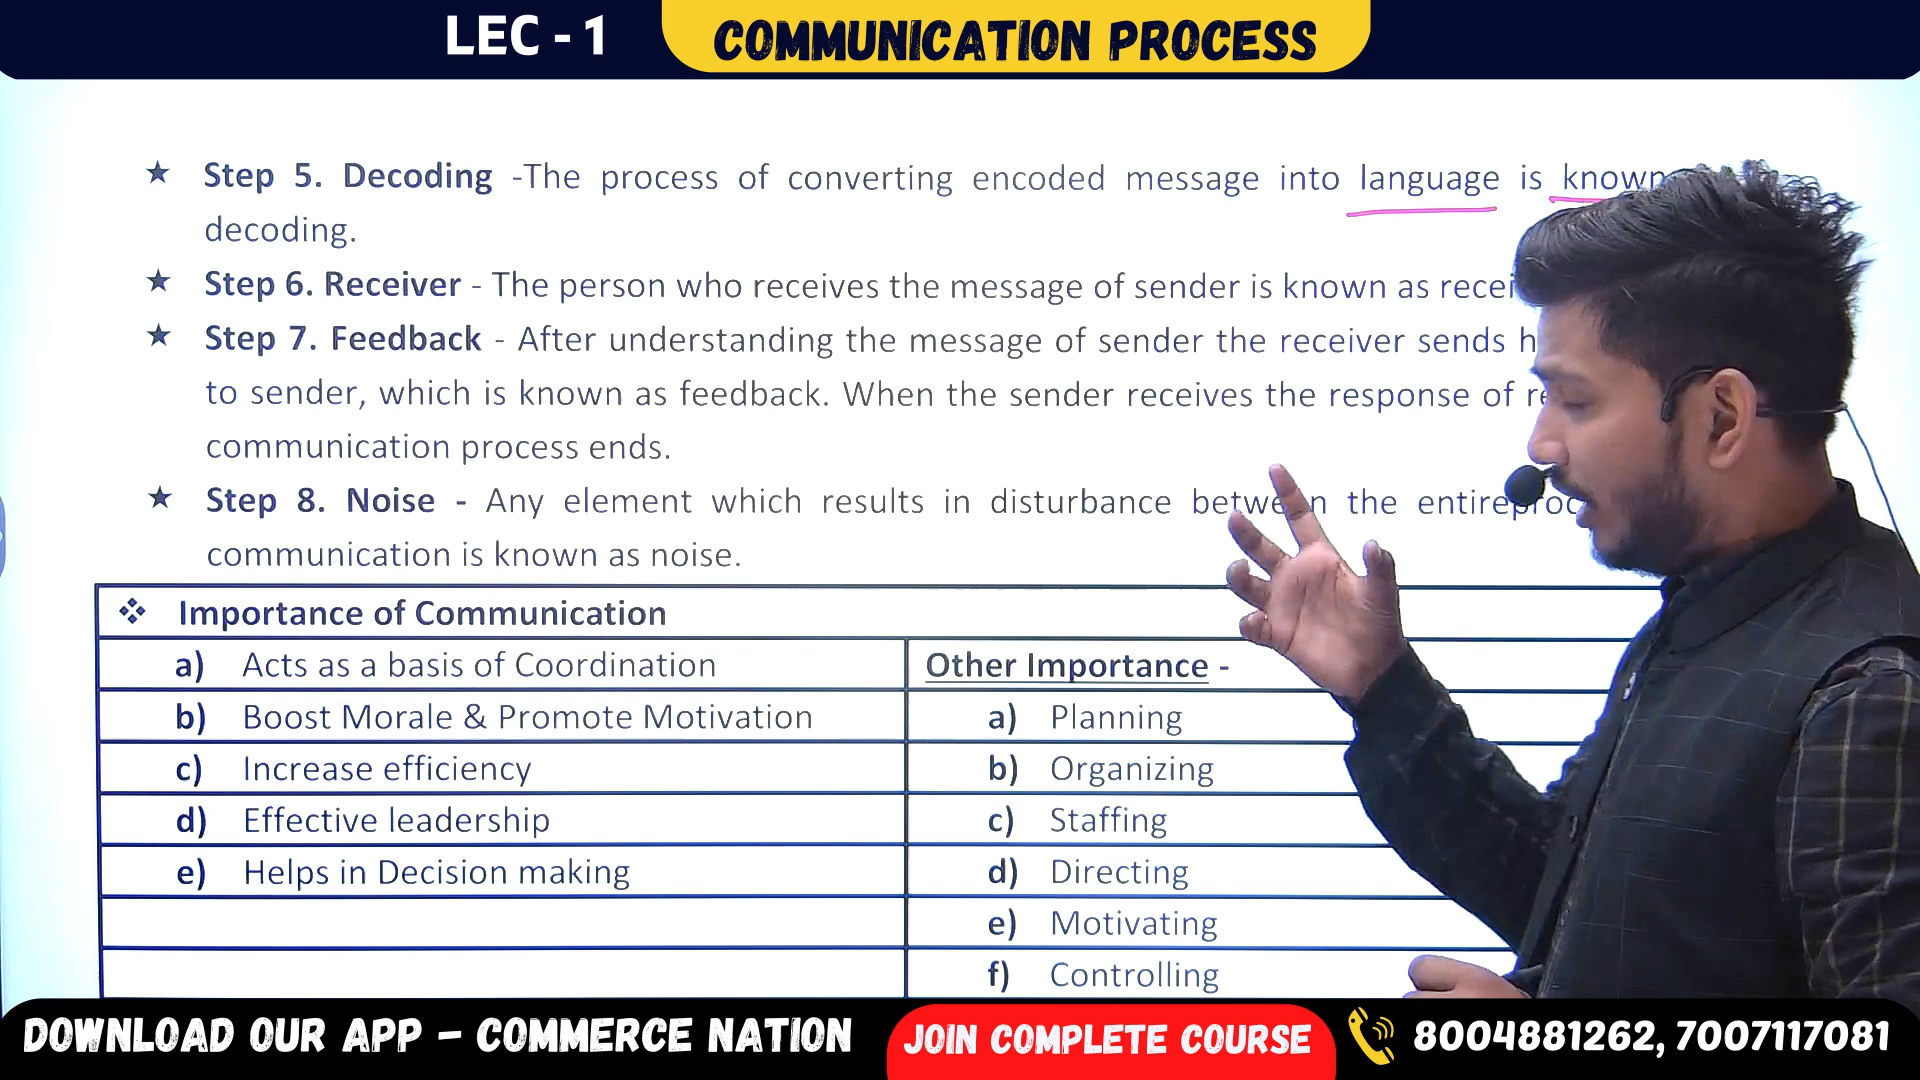 LEC - 1
COMMUNICATION PROCESS
★ Step 5. Decoding -The process of converting encoded message into language is known
decoding.
★ Step 6. Receiver - The person who receives the message of sender is known as
★ Step 7. Feedback - After understanding the message of sender the receiver sends
to sender, which is known as feedback. When the sender receives the response of
communication process ends.
★ Step 8. Noise - Any element which results in disturbance between the entire
communication is known as noise.
❖ Importance of Communication
a) Acts as a basis of Coordination
b) Boost Morale & Promote Motivation
c) Increase efficiency
d) Effective leadership
e) Helps in Decision making
Other Importance -
a) Planning
b) Organizing
c) Staffing
d) Directing
e) Motivating
f) Controlling
DOWNLOAD OUR APP - COMMERCE NATION
JOIN COMPLETE COURSE
8004881262, 7007117081